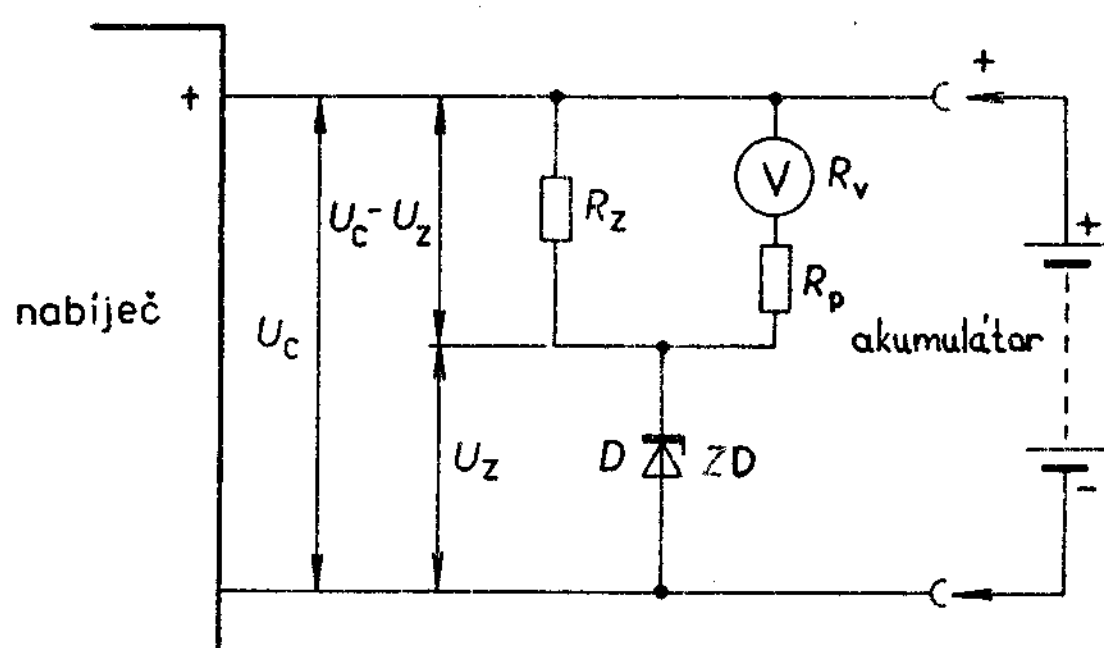 +
+
nabíječ
U_c
U_c - U_z
U_z
R_z
V
R_v
R_p
D
ZD
akumulátor
+
-